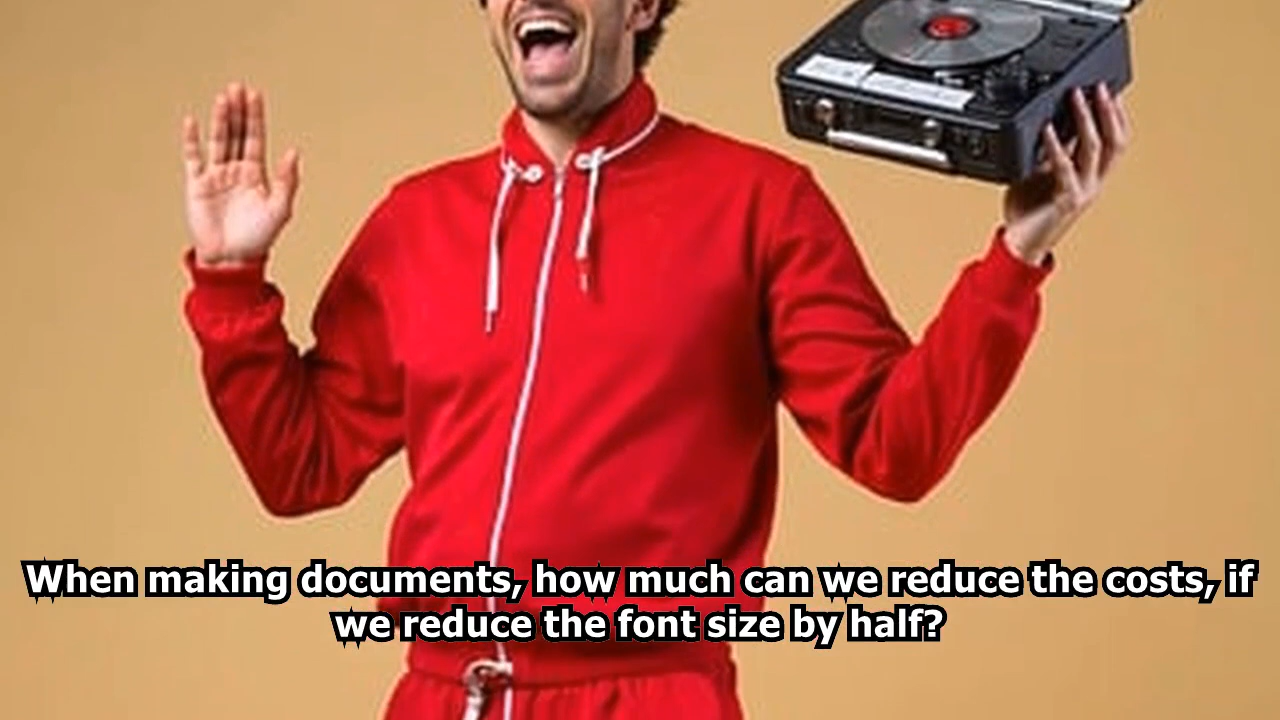 When making documents, how much can we reduce the costs, if
we reduce the font size by half?